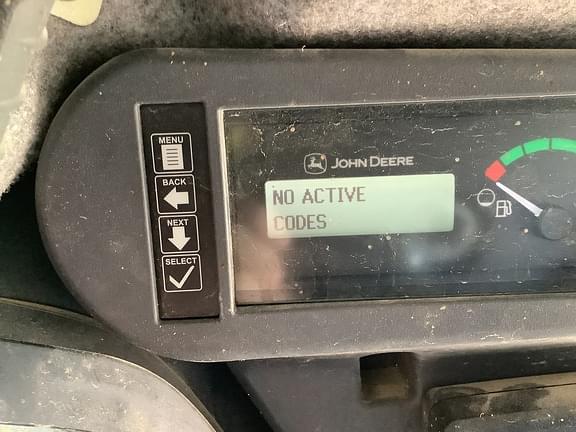 MENU
BACK
NEXT
SELECT
JOHN DEERE
NO ACTIVE
CODES